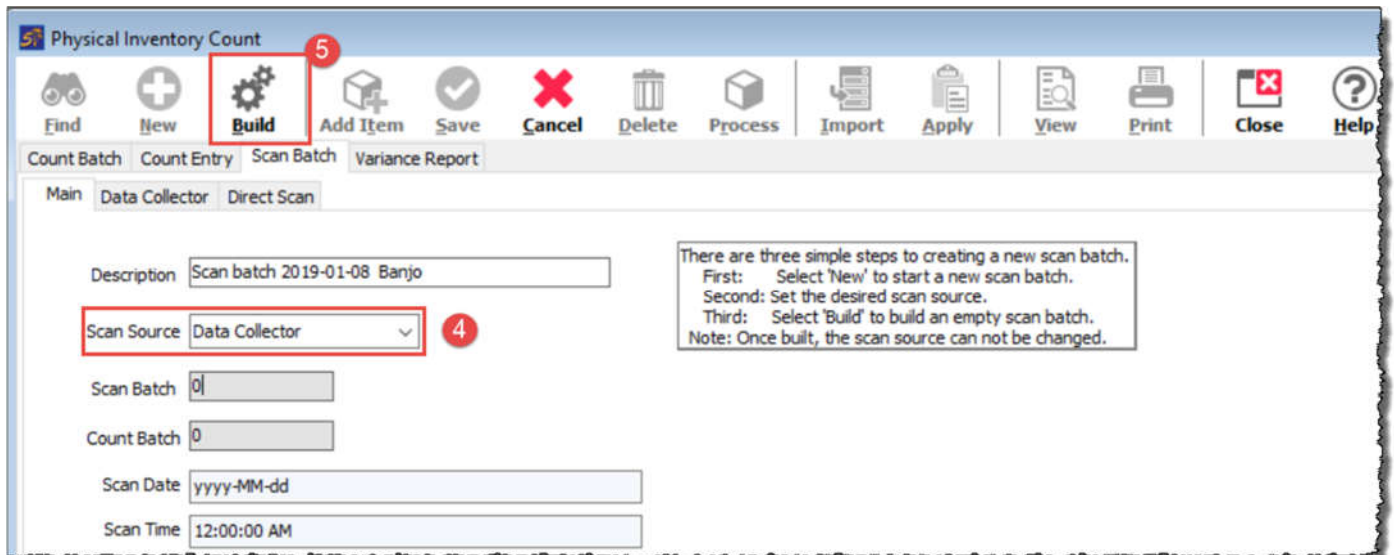 Physical Inventory Count
5
Find New Build Add Item Save Cancel Delete Process Import Apply View Print Close Help
Count Batch Count Entry Scan Batch Variance Report
Main Data Collector Direct Scan
Description Scan batch 2019-01-08 Banjo
Scan Source Data Collector 4
Scan Batch 0
Count Batch 0
Scan Date yyyy-MM-dd
Scan Time 12:00:00 AM
There are three simple steps to creating a new scan batch.
First: Select 'New' to start a new scan batch.
Second: Set the desired scan source.
Third: Select 'Build' to build an empty scan batch.
Note: Once built, the scan source can not be changed.